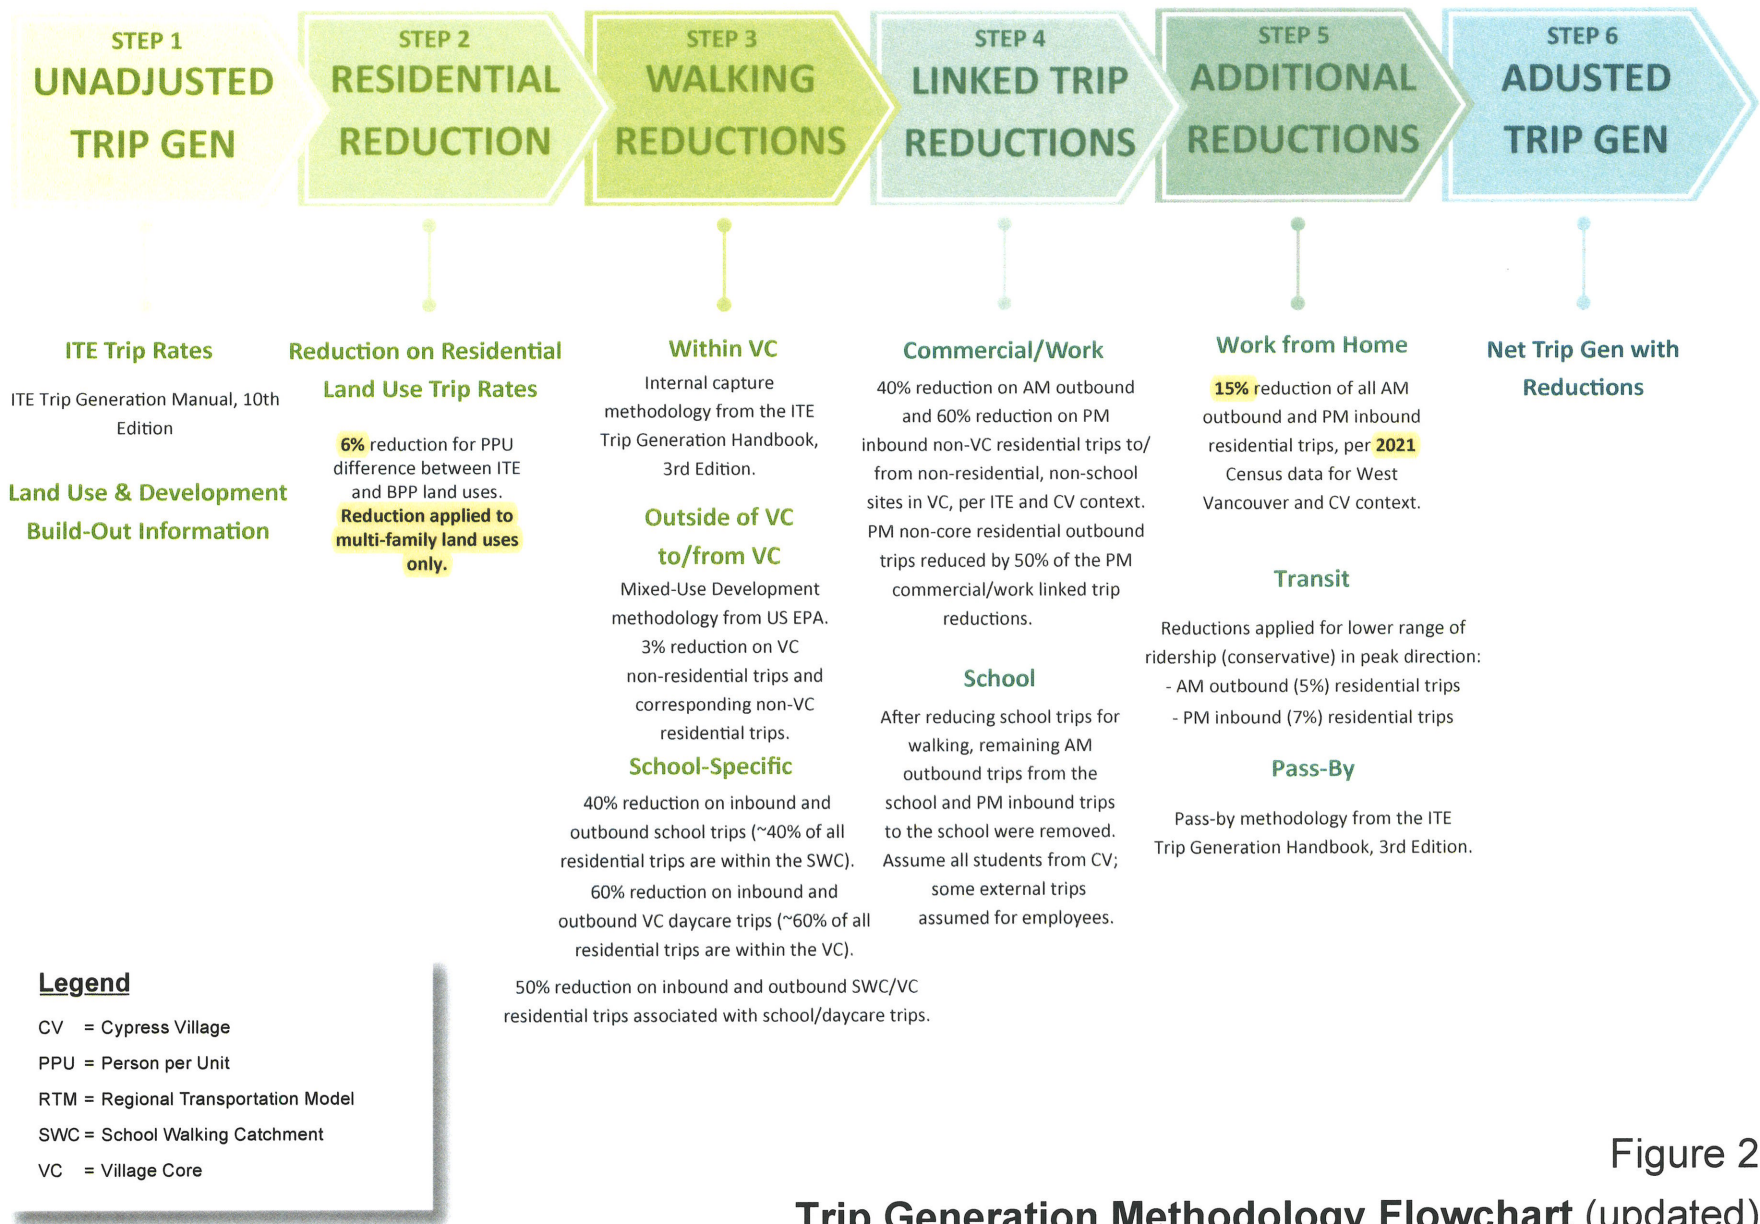 STEP 1
UNADJUSTED
TRIP GEN
STEP 2
RESIDENTIAL
REDUCTION
STEP 3
WALKING
REDUCTIONS
STEP 4
LINKED TRIP
REDUCTIONS
STEP 5
ADDITIONAL
REDUCTIONS
STEP 6
ADUSTED
TRIP GEN
ITE Trip Rates
ITE Trip Generation Manual, 10th
Edition
Land Use & Development
Build-Out Information
Reduction on Residential
Land Use Trip Rates
6% reduction for PPU
difference between ITE
and BPP land uses.
Reduction applied to
multi-family land uses
only.
Within VC
Internal capture
methodology from the ITE
Trip Generation Handbook,
3rd Edition.
Outside of VC
to/from VC
Mixed-Use Development
methodology from US EPA.
3% reduction on VC
non-residential trips and
corresponding non-VC
residential trips.
School-Specific
40% reduction on inbound and
outbound school trips (~40% of all
residential trips are within the SWC).
60% reduction on inbound and
outbound VC daycare trips (~60% of all
residential trips are within the VC).
50% reduction on inbound and outbound SWC/VC
residential trips associated with school/daycare trips.
Commercial/Work
40% reduction on AM outbound
and 60% reduction on PM
inbound non-VC residential trips to/
from non-residential, non-school
sites in VC, per ITE and CV context.
PM non-core residential outbound
trips reduced by 50% of the PM
commercial/work linked trip
reductions.
School
After reducing school trips for
walking, remaining AM
outbound trips from the
school and PM inbound trips
to the school were removed.
Assume all students from CV;
some external trips
assumed for employees.
Work from Home
15% reduction of all AM
outbound and PM inbound
residential trips, per 2021
Census data for West
Vancouver and CV context.
Transit
Reductions applied for lower range of
ridership (conservative) in peak direction:
- AM outbound (5%) residential trips
- PM inbound (7%) residential trips
Pass-By
Pass-by methodology from the ITE
Trip Generation Handbook, 3rd Edition.
Net Trip Gen with
Reductions
Legend
CV = Cypress Village
PPU = Person per Unit
RTM = Regional Transportation Model
SWC = School Walking Catchment
VC = Village Core
Figure 2
Trip Generation Methodology Flowchart (updated)